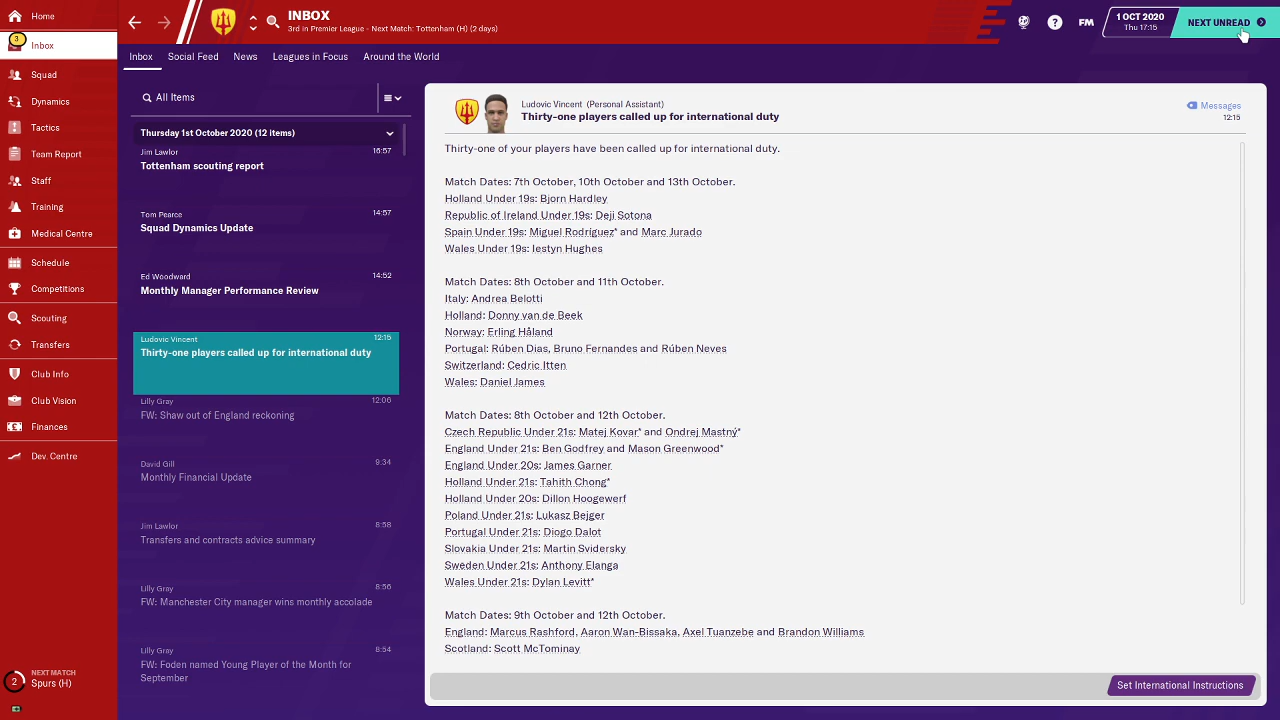 Home
3
Inbox
Squad
Dynamics
Tactics
Team Report
Staff
Training
Medical Centre
Schedule
Competitions
Scouting
Transfers
Club Info
Club Vision
Finances
Dev. Centre
2
NEXT MATCH
Spurs (H)
INBOX
3rd in Premier League - Next Match: Tottenham (H) (2 days)
?
FM
1 OCT 2020
Thu 17:15
NEXT UNREAD
Inbox Social Feed News Leagues in Focus Around the World
All Items
Thursday 1st October 2020 (12 items)
Jim Lawlor 16:57
Tottenham scouting report
Tom Pearce 14:57
Squad Dynamics Update
Ed Woodward 14:52
Monthly Manager Performance Review
Ludovic Vincent 12:15
Thirty-one players called up for international duty
Lilly Gray 12:06
FW: Shaw out of England reckoning
David Gill 9:34
Monthly Financial Update
Jim Lawlor 8:58
Transfers and contracts advice summary
Lilly Gray 8:56
FW: Manchester City manager wins monthly accolade
Lilly Gray 8:54
FW: Foden named Young Player of the Month for
September
Ludovic Vincent (Personal Assistant)
Thirty-one players called up for international duty
Messages
12:15
Thirty-one of your players have been called up for international duty.
Match Dates: 7th October, 10th October and 13th October.
Holland Under 19s: Bjorn Hardley
Republic of Ireland Under 19s: Deji Sotona
Spain Under 19s: Miguel Rodríguez* and Marc Jurado
Wales Under 19s: Iestyn Hughes
Match Dates: 8th October and 11th October.
Italy: Andrea Belotti
Holland: Donny van de Beek
Norway: Erling Håland
Portugal: Rúben Dias, Bruno Fernandes and Rúben Neves
Switzerland: Cedric Itten
Wales: Daniel James
Match Dates: 8th October and 12th October.
Czech Republic Under 21s: Matej Kovar* and Ondrej Mastný*
England Under 21s: Ben Godfrey and Mason Greenwood*
England Under 20s: James Garner
Holland Under 21s: Tahith Chong*
Holland Under 20s: Dillon Hoogewerf
Poland Under 21s: Lukasz Bejger
Portugal Under 21s: Diogo Dalot
Slovakia Under 21s: Martin Svidersky
Sweden Under 21s: Anthony Elanga
Wales Under 21s: Dylan Levitt*
Match Dates: 9th October and 12th October.
England: Marcus Rashford, Aaron Wan-Bissaka, Axel Tuanzebe and Brandon Williams
Scotland: Scott McTominay
Set International Instructions